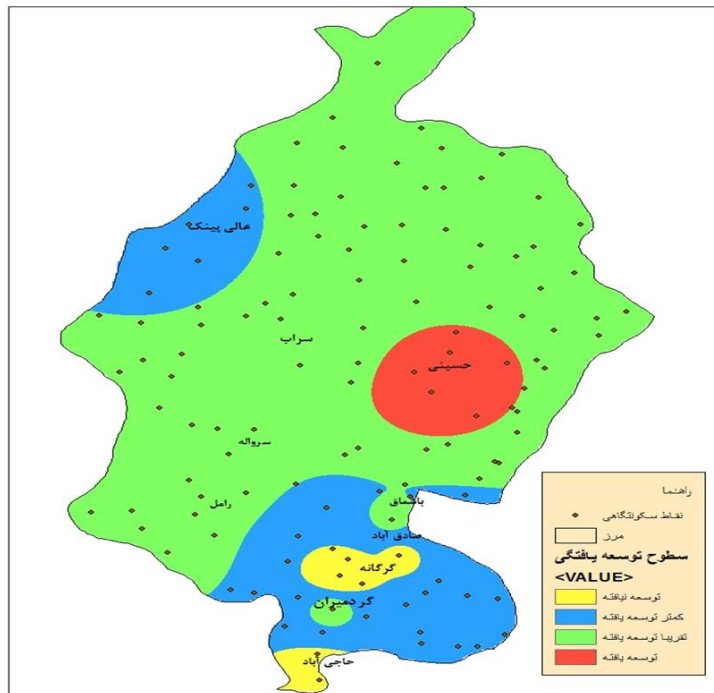 عالی پینک
سراب
حسینی
سرواله
رامل
باشماق
صادق آباد
گرگانه
گردمیران
حاجی آباد
راهنما
نقاط سکونتگاهی
مرز
سطوح توسعه یافتگی
<VALUE>
توسعه نیافته
کمتر توسعه یافته
تقریبا توسعه یافته
توسعه یافته